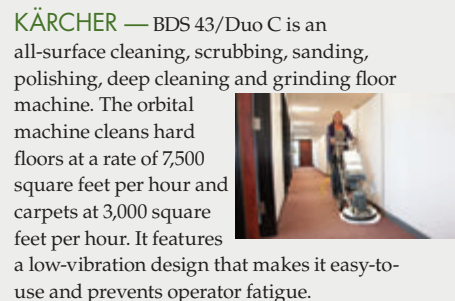 KÄRCHER — BDS 43/Duo C is an
all-surface cleaning, scrubbing, sanding,
polishing, deep cleaning and grinding floor
machine. The orbital
machine cleans hard
floors at a rate of 7,500
square feet per hour and
carpets at 3,000 square
feet per hour. It features
a low-vibration design that makes it easy-to-
use and prevents operator fatigue.